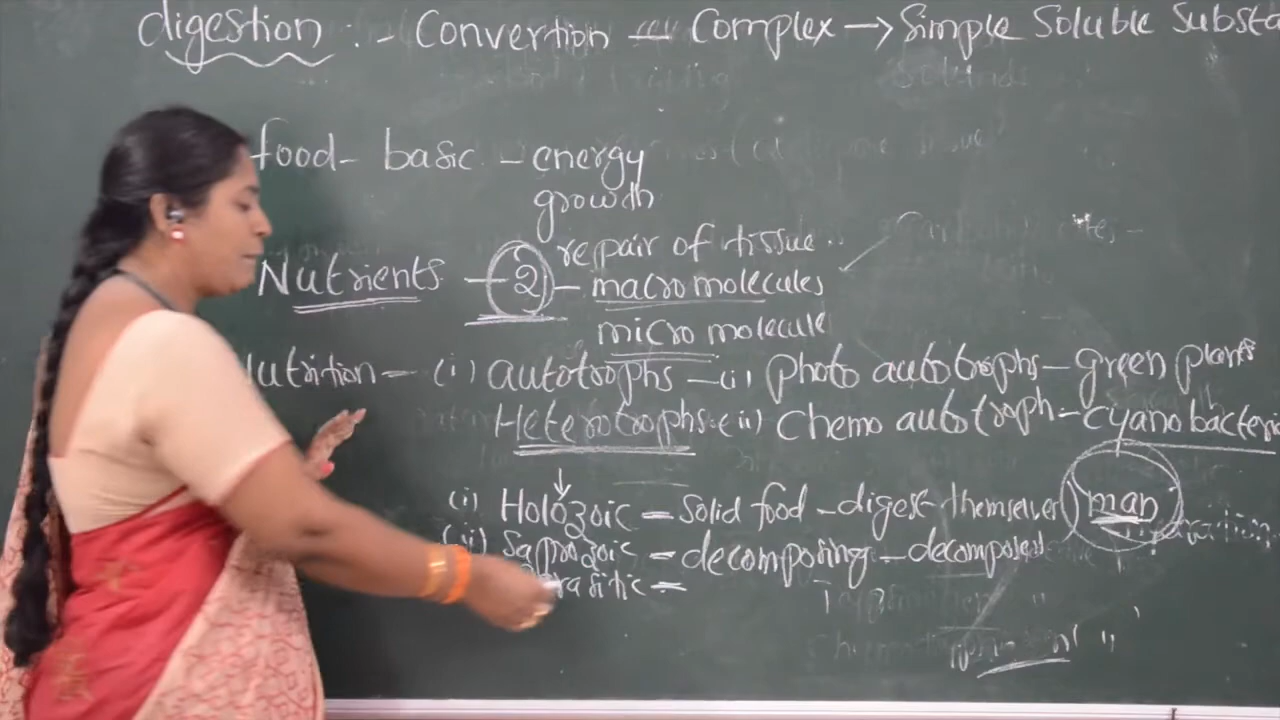 digestion :- Convertion — Complex → Simple Soluble Substa
food - basic - energy
growth
repair of tissue
Nutrients - 2 - macromolecules
micro molecule
utrition - (i) autotrophs - (i) photo autotrophs - green plants
Heterotrophs: (ii) Chemo autotroph - cyanobacteri
↓
(i) Holozoic = Solid food - digest themselves man
(ii) Saprozoic = decomposing - decomposed
rasitic =